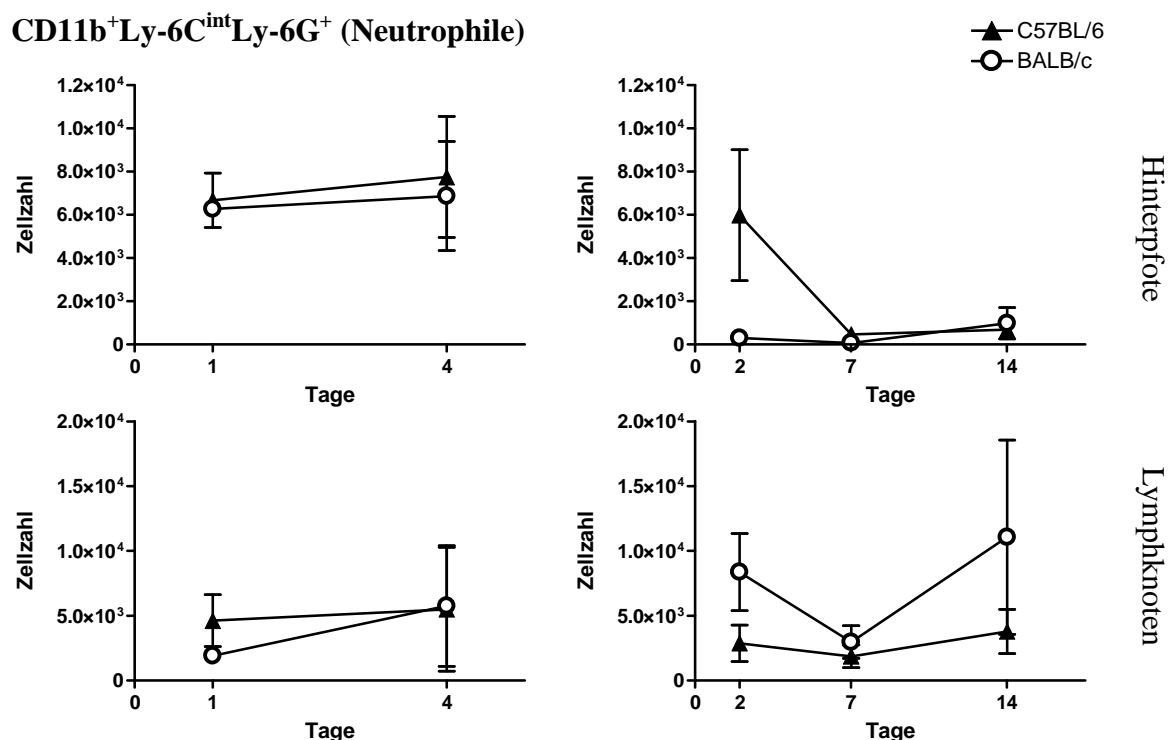 CD11b⁺Ly-6CⁱⁿᵗLy-6G⁺ (Neutrophile)
C57BL/6
BALB/c
1.2×10⁴
1.0×10⁴
8.0×10³
6.0×10³
4.0×10³
2.0×10³
0
Zellzahl
0 1 4
Tage
1.2×10⁴
1.0×10⁴
8.0×10³
6.0×10³
4.0×10³
2.0×10³
0
Zellzahl
0 2 7 14
Tage
Hinterpfote
2.0×10⁴
1.5×10⁴
1.0×10⁴
5.0×10³
0
Zellzahl
0 1 4
Tage
2.0×10⁴
1.5×10⁴
1.0×10⁴
5.0×10³
0
Zellzahl
0 2 7 14
Tage
Lymphknoten